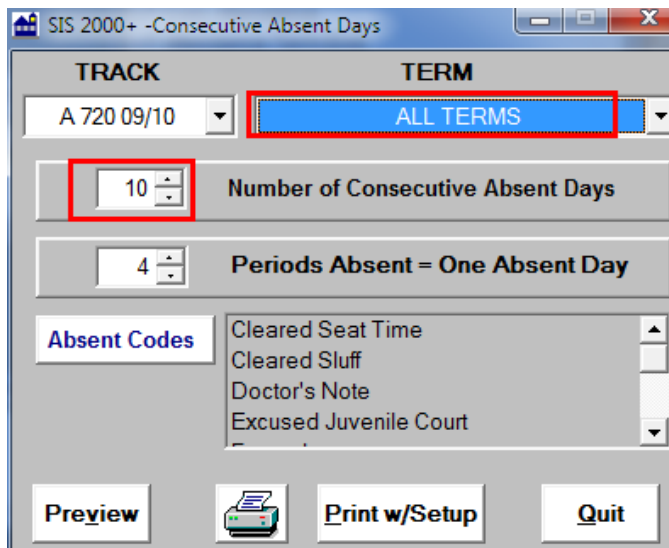 SIS 2000+ -Consecutive Absent Days
TRACK TERM
A 720 09/10 ALL TERMS
10 Number of Consecutive Absent Days
4 Periods Absent = One Absent Day
Absent Codes
Cleared Seat Time
Cleared Sluff
Doctor's Note
Excused Juvenile Court
Preview Print w/Setup Quit